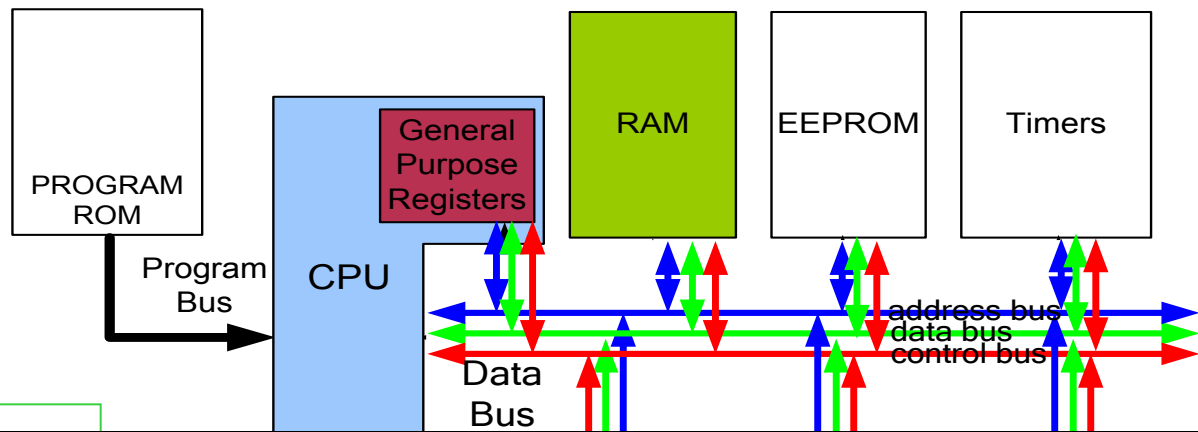 PROGRAM
ROM
Program
Bus
CPU
General
Purpose
Registers
RAM
EEPROM
Timers
address bus
data bus
control bus
Data
Bus